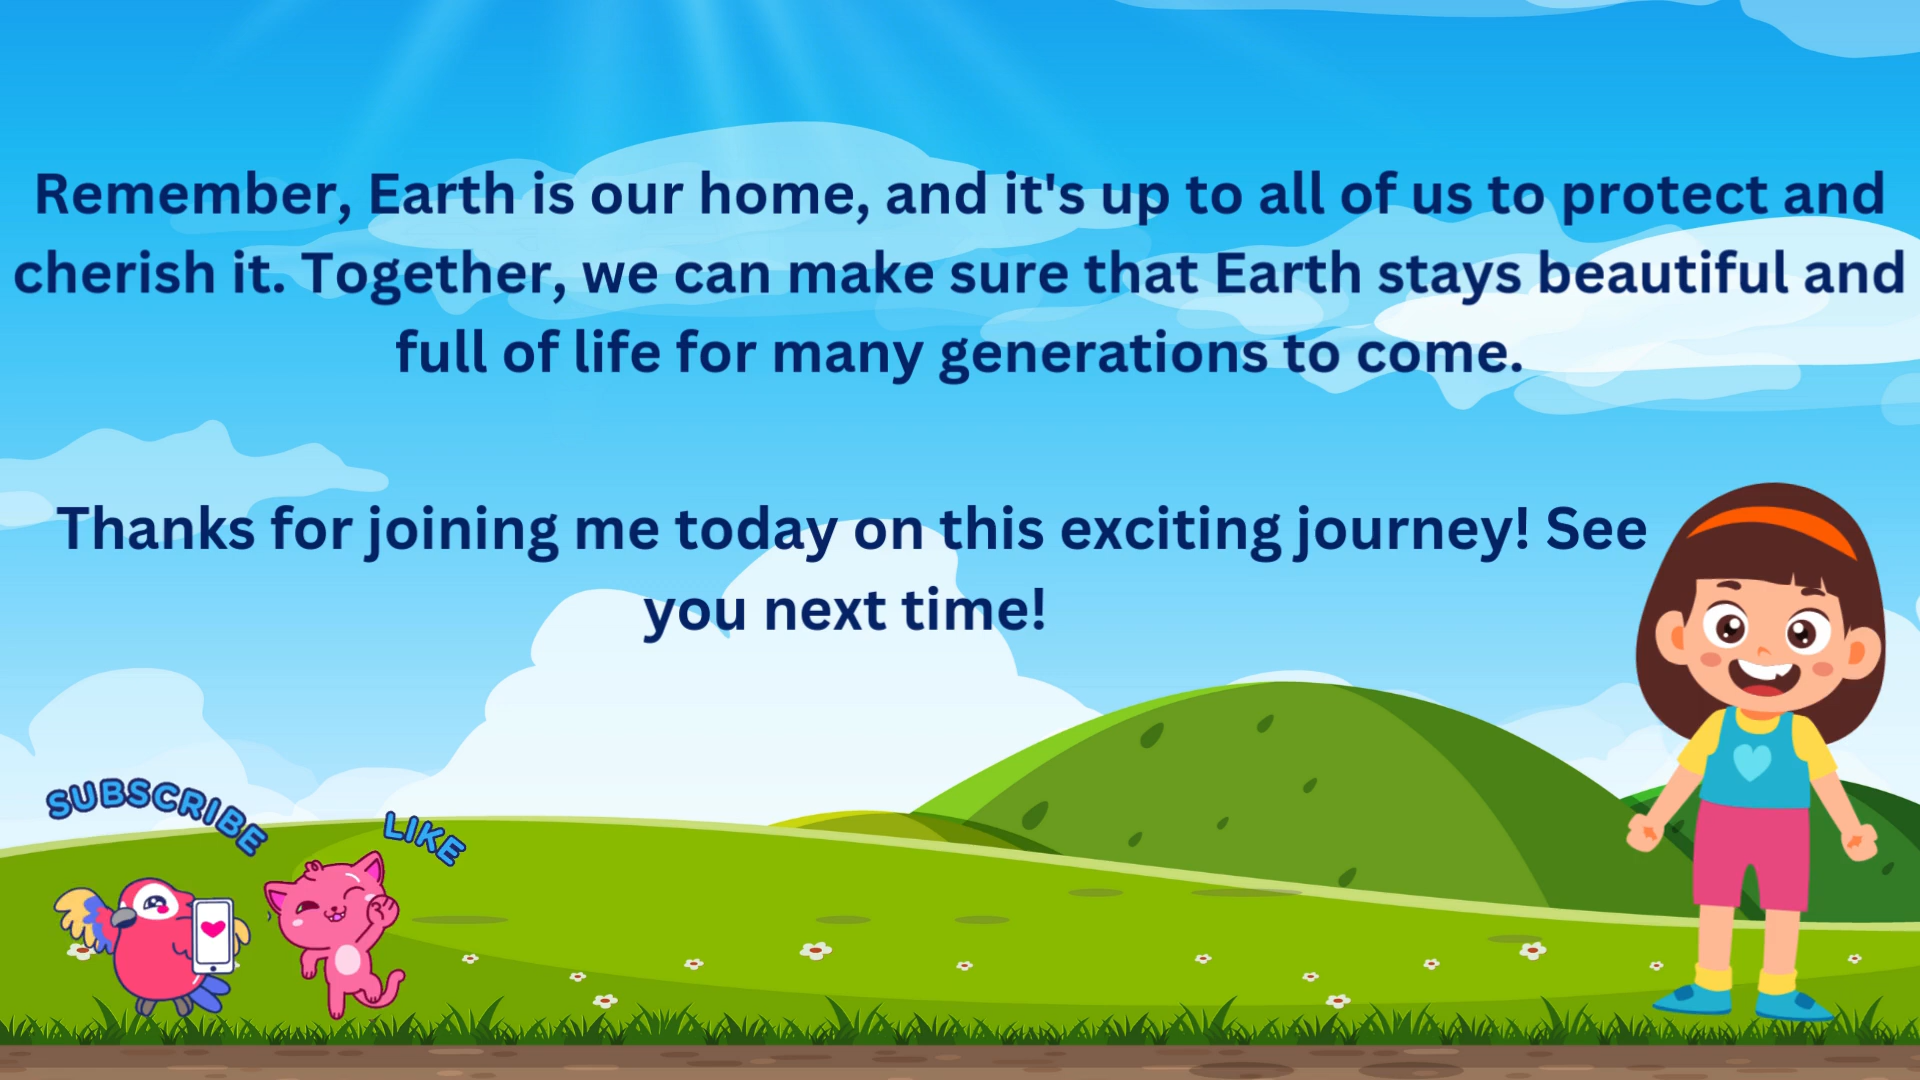 Remember, Earth is our home, and it's up to all of us to protect and
cherish it. Together, we can make sure that Earth stays beautiful and
full of life for many generations to come.
Thanks for joining me today on this exciting journey! See
you next time!
SUBSCRIBE
LIKE